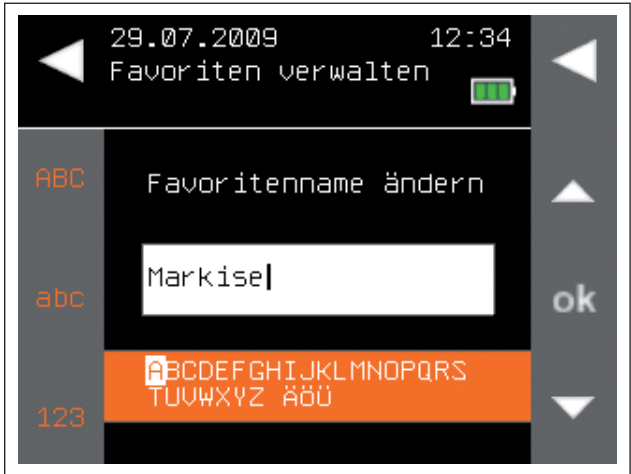 29.07.2009 12:34
Favoriten verwalten
ABC
Favoritenname ändern
Markise
abc
ok
ABCDEFGHIJKLMNOPQRS
TUVWXYZ ÄÖÜ
123